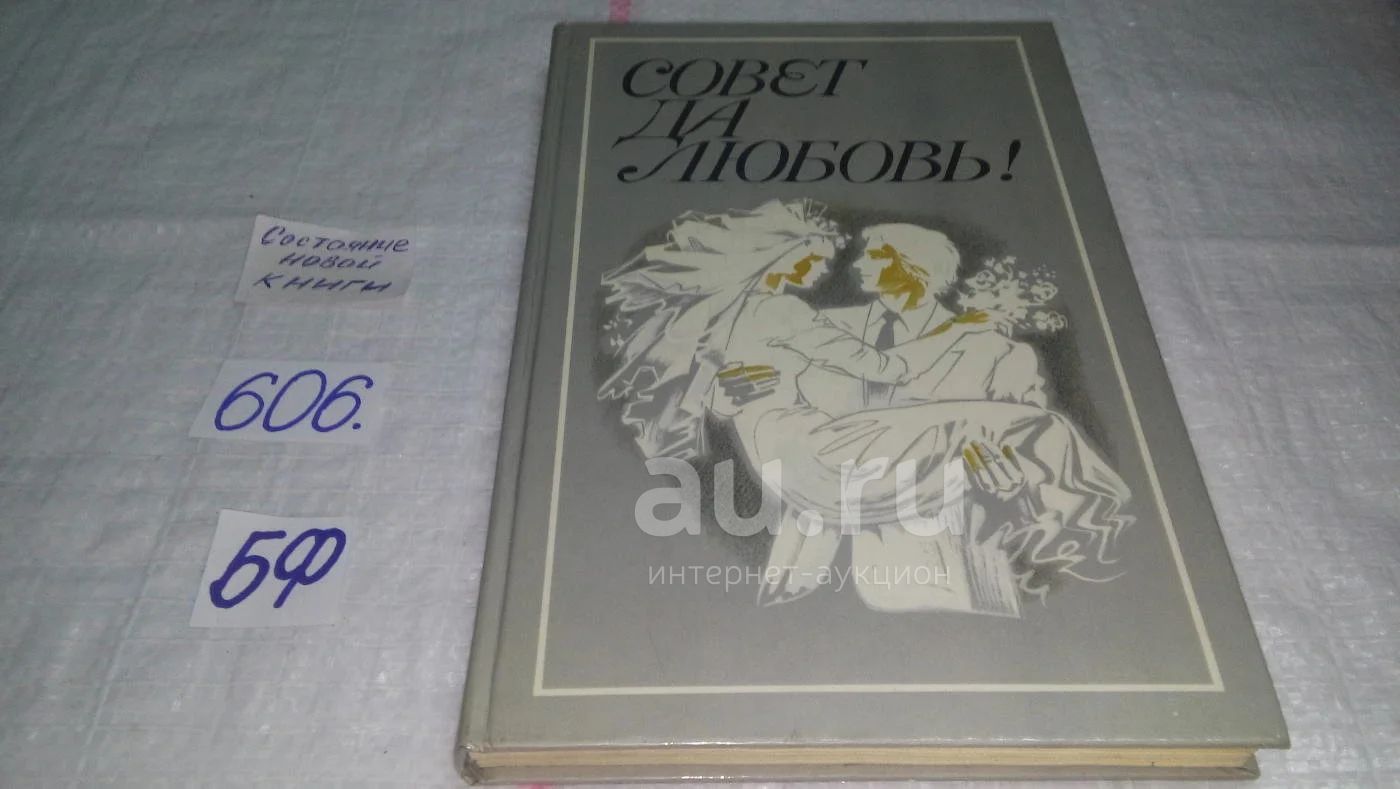 СОВЕТ
ДА
ЛЮБОВЬ!
Состояние
новой
книги
606.
БФ
au.ru
интернет-аукцион